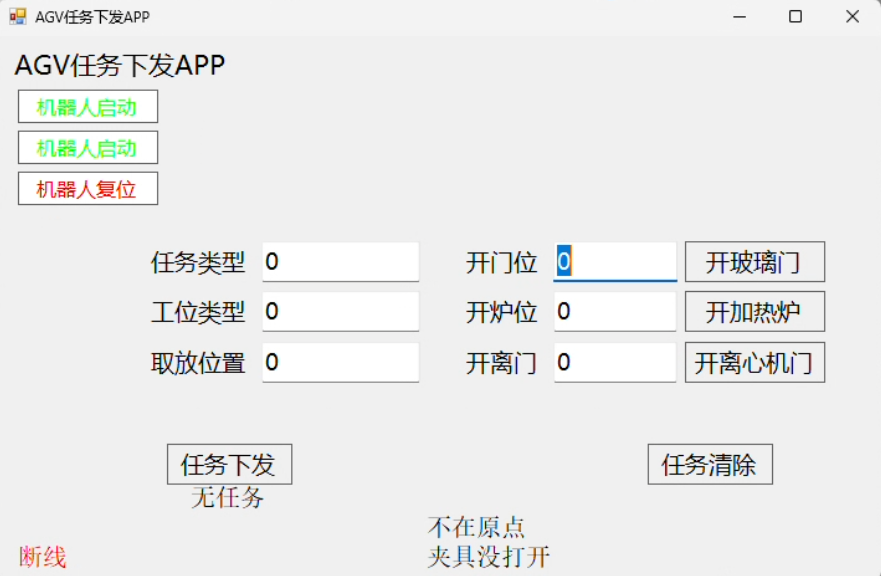 AGV任务下发APP
AGV任务下发APP
机器人启动
机器人启动
机器人复位
任务类型 0 开门位 0 开玻璃门
工位类型 0 开炉位 0 开加热炉
取放位置 0 开离门 0 开离心机门
任务下发 任务清除
无任务
不在原点
断线 夹具没打开